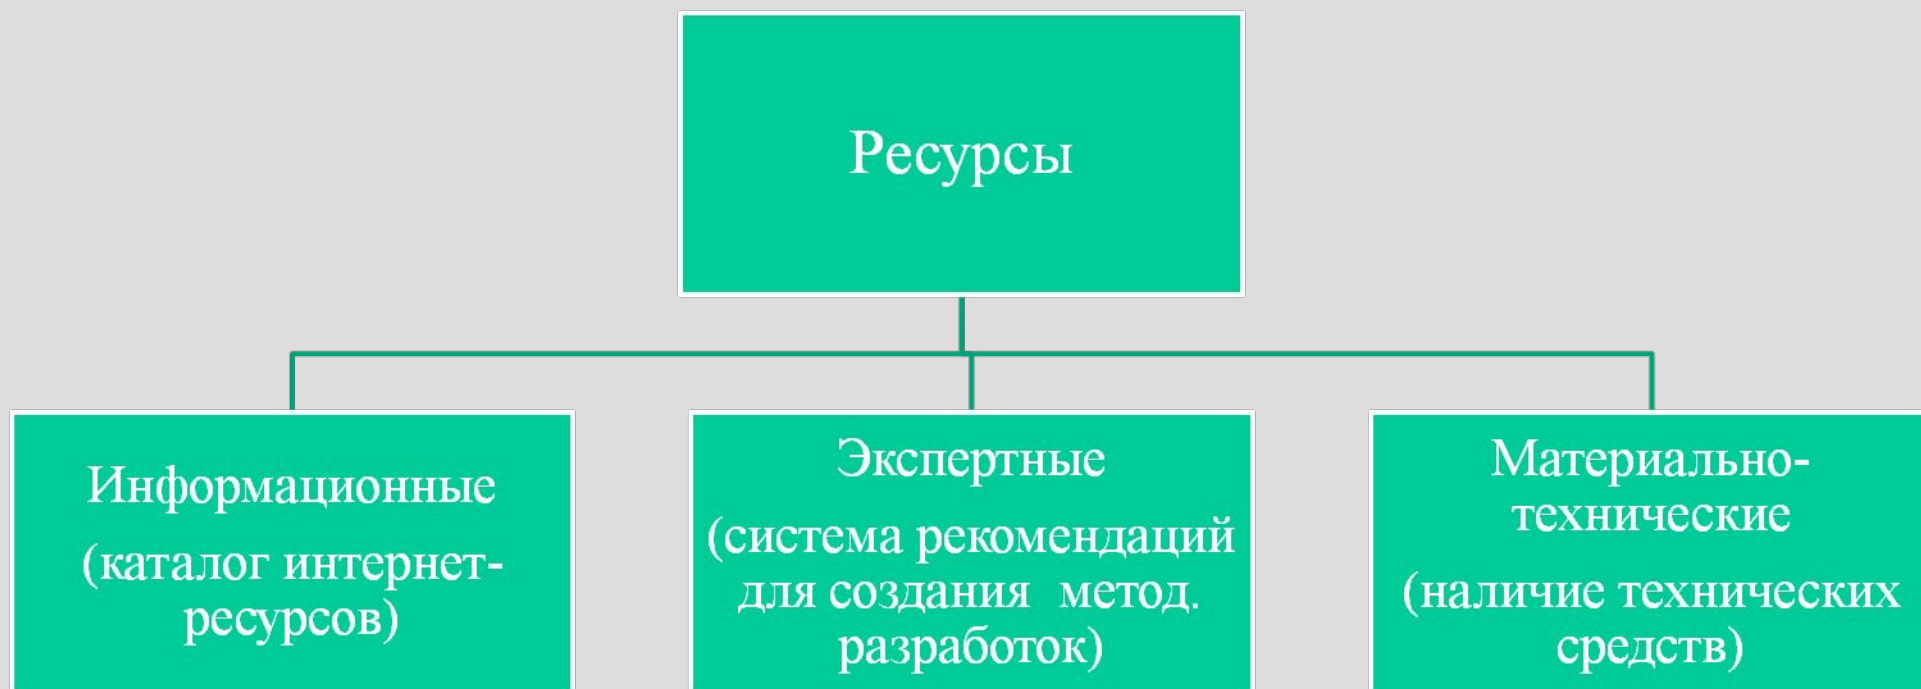 Ресурсы
Информационные
(каталог интернет-
ресурсов)
Экспертные
(система рекомендаций
для создания  метод.
разработок)
Материально-
технические
(наличие технических
средств)